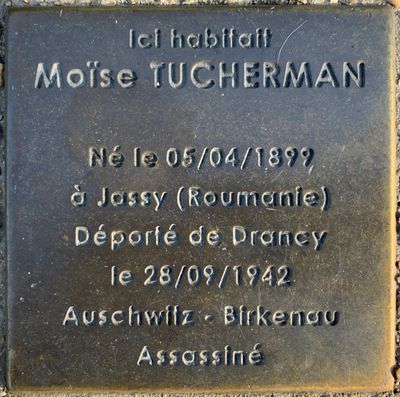 Ici habitait
Moïse TUCHERMAN
Né le 05/04/1899
à Jassy (Roumanie)
Déporté de Drancy
le 28/09/1942
Auschwitz - Birkenau
Assassiné